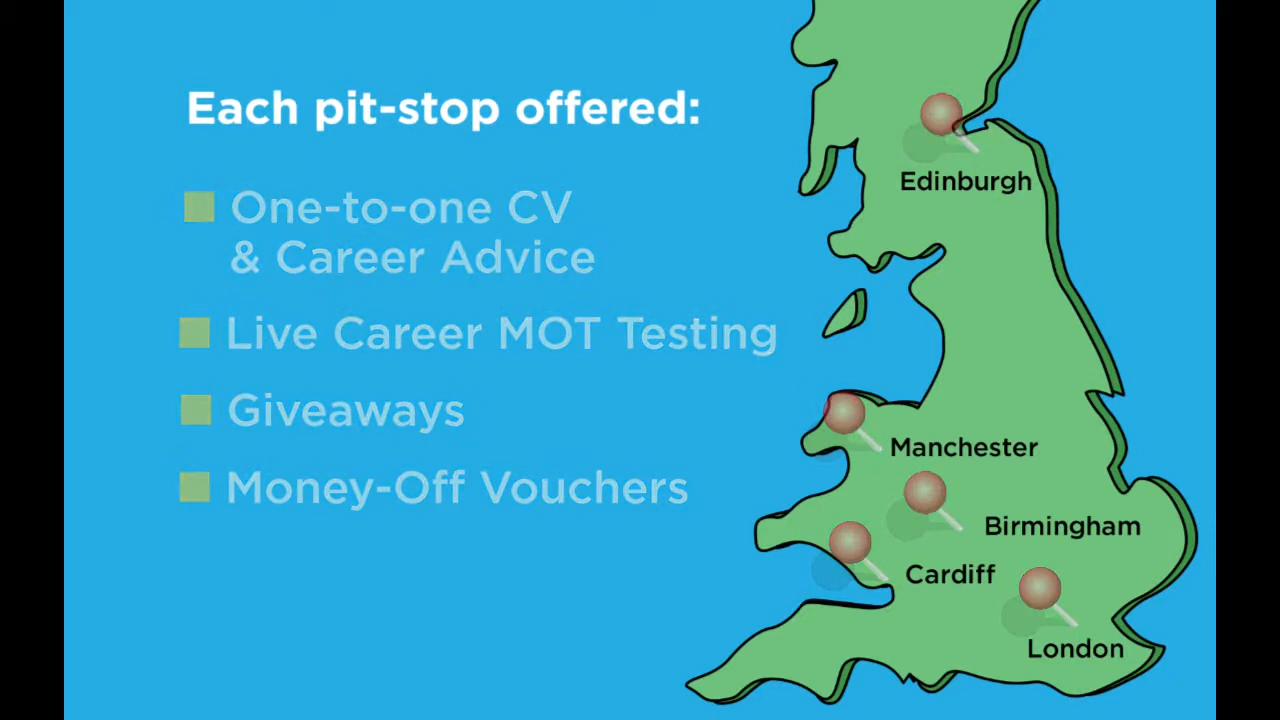 Each pit-stop offered:
One-to-one CV
& Career Advice
Live Career MOT Testing
Giveaways
Money-Off Vouchers
Edinburgh
Manchester
Birmingham
Cardiff
London